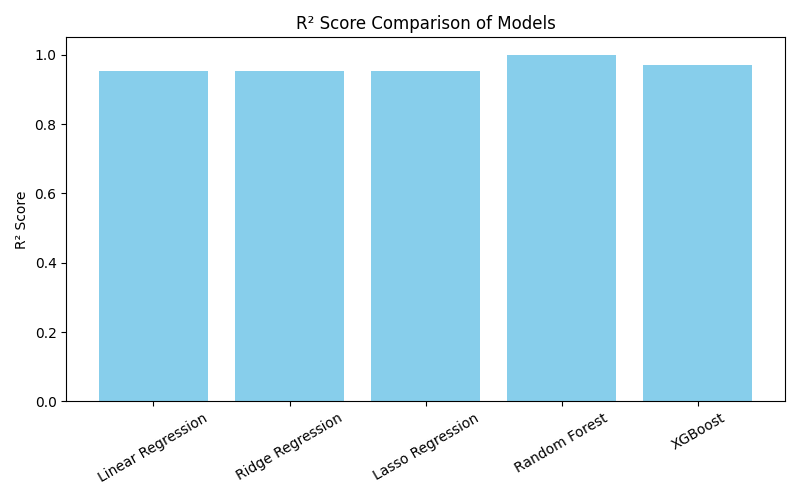 R² Score Comparison of Models
R² Score
1.0
0.8
0.6
0.4
0.2
0.0
Linear Regression
Ridge Regression
Lasso Regression
Random Forest
XGBoost